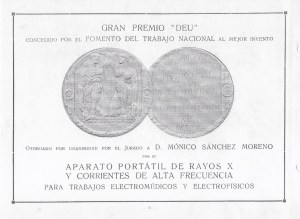 GRAN PREMIO "DEU"
CONCEDIDO POR EL FOMENTO DEL TRABAJO NACIONAL AL MEJOR INVENTO
OTORGADO POR UNANIMIDAD POR EL JURADO A D. MÓNICO SÁNCHEZ MORENO
POR SU
APARATO PORTÁTIL DE RAYOS X
Y CORRIENTES DE ALTA FRECUENCIA
PARA TRABAJOS ELECTROMÉDICOS Y ELECTROFÍSICOS